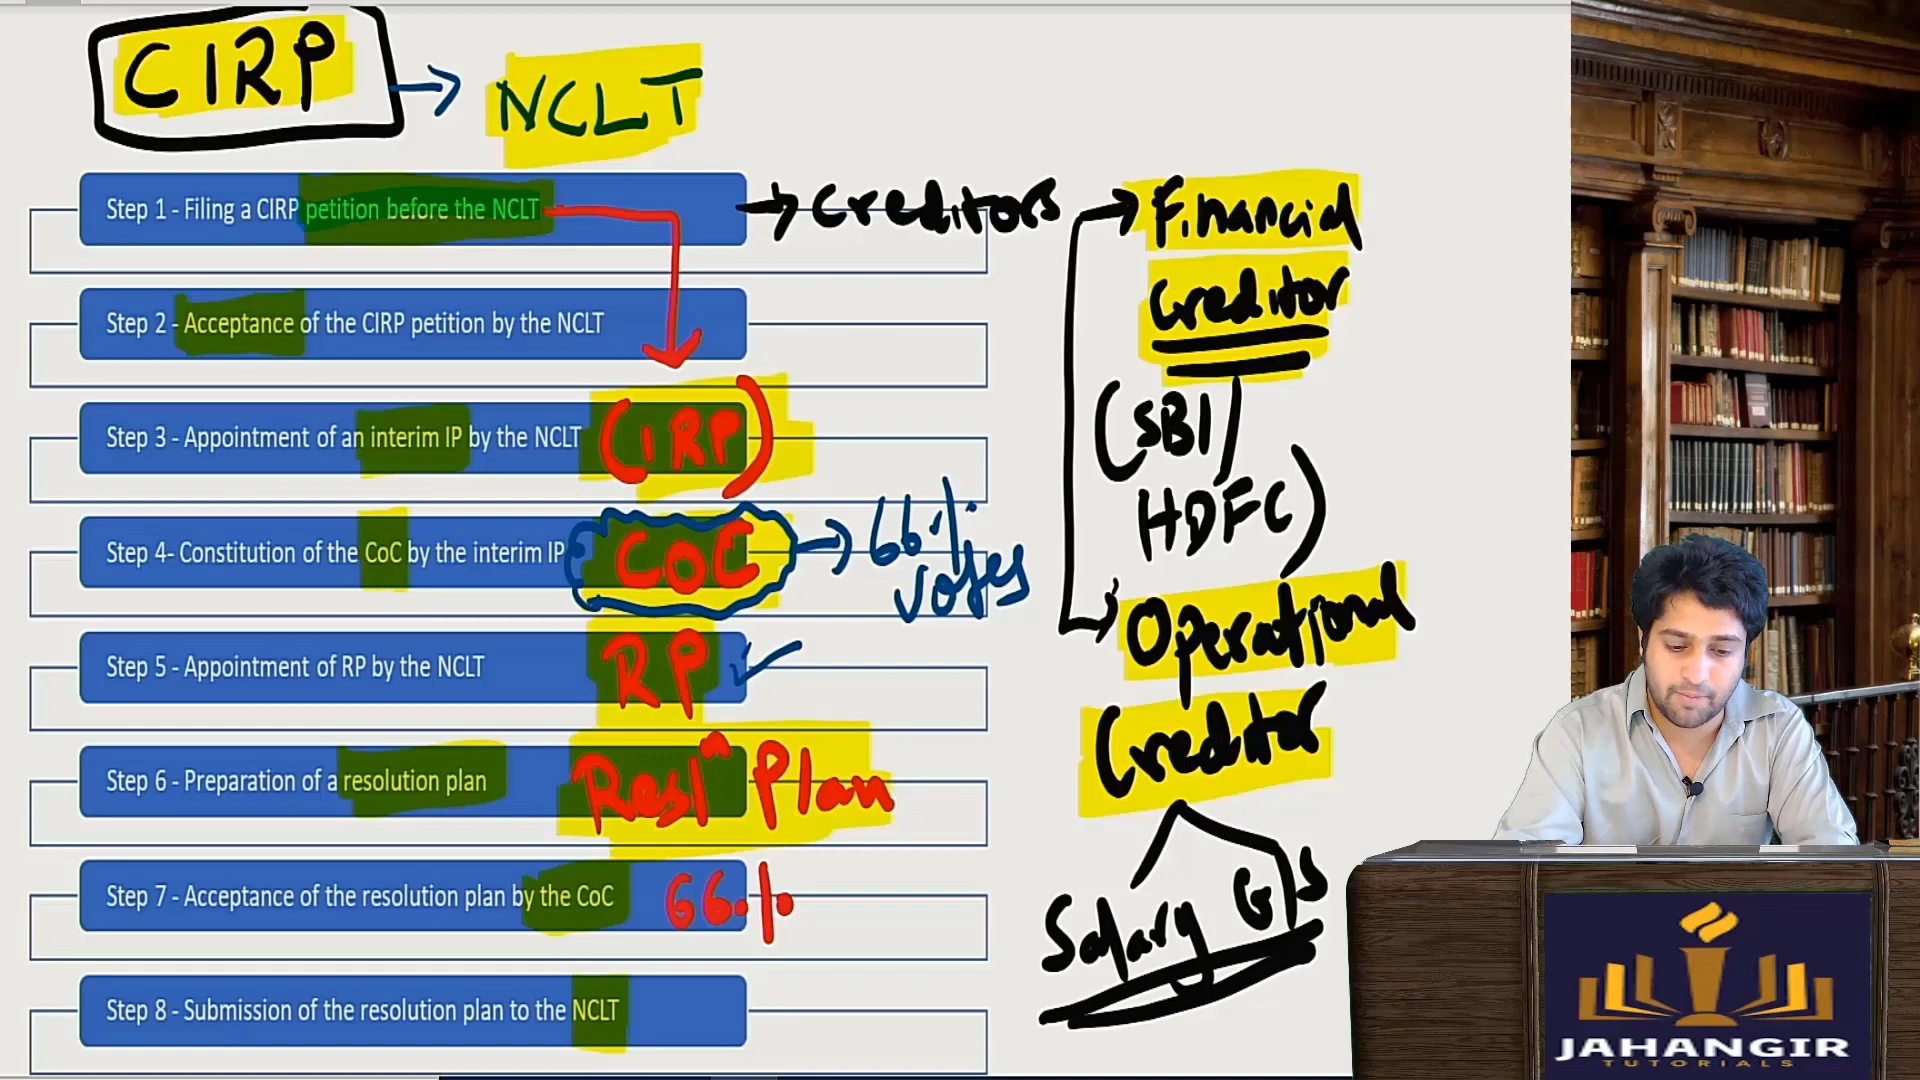 CIRP → NCLT
Step 1 - Filing a CIRP petition before the NCLT
→ Creditors
Step 2 - Acceptance of the CIRP petition by the NCLT
Step 3 - Appointment of an interim IP by the NCLT
(IRP)
Step 4- Constitution of the CoC by the interim IP
COC
→ 66%
votes
Step 5 - Appointment of RP by the NCLT
RP
Step 6 - Preparation of a resolution plan
Resln Plan
Step 7 - Acceptance of the resolution plan by the CoC
66%
Step 8 - Submission of the resolution plan to the NCLT
Financial
Creditor
(SBI/
HDFC)
Operational
Creditor
Salary G/S
JAHANGIR
TUTORIALS